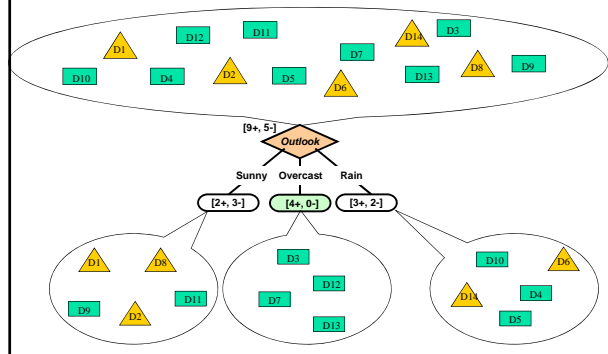 D1 D12 D11 D14 D3
D10 D4 D2 D5 D7 D6 D13 D8 D9
[9+, 5-]
Outlook
Sunny Overcast Rain
[2+, 3-] [4+, 0-] [3+, 2-]
D1 D8
D9 D2 D11
D3
D12
D7
D13
D10 D6
D14 D4
D5